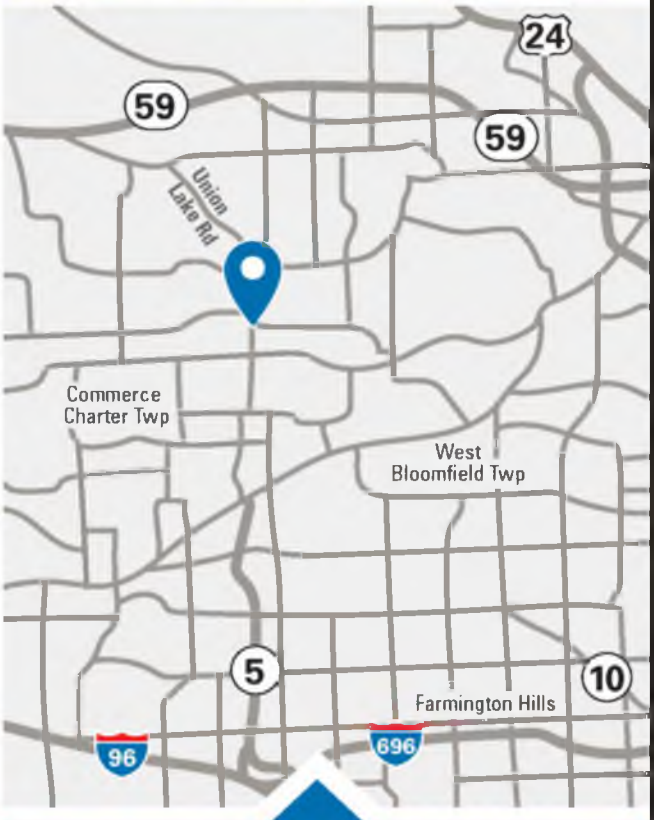 24
59
59
Union
Lake Rd
Commerce
Charter Twp
West
Bloomfield Twp
5
10
Farmington Hills
696
96